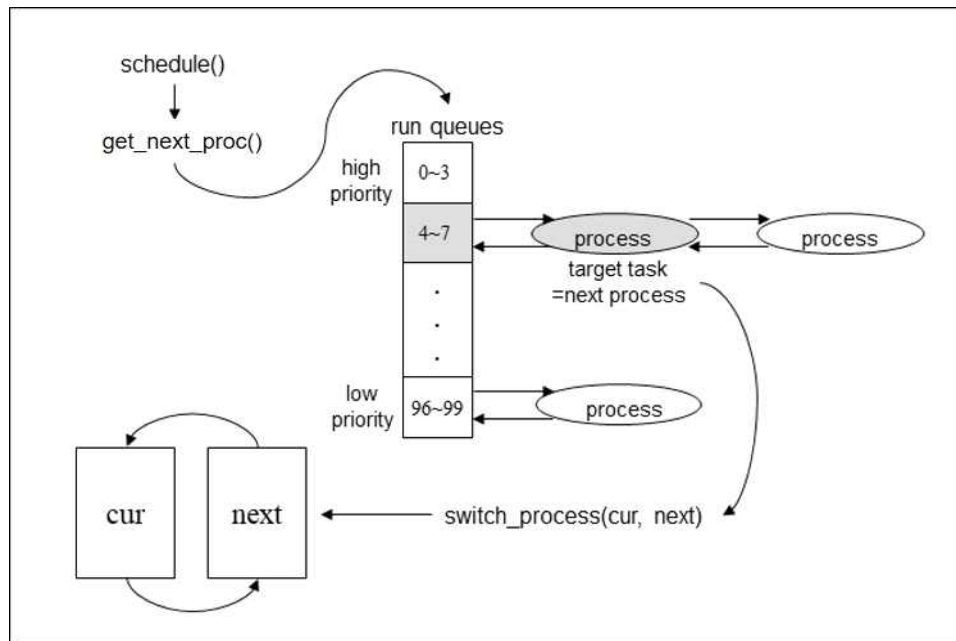 schedule()
get_next_proc()
run queues
high
priority
0~3
4~7
process
process
target task
=next process
.
.
.
low
priority
96~99
process
cur
next
switch_process(cur, next)